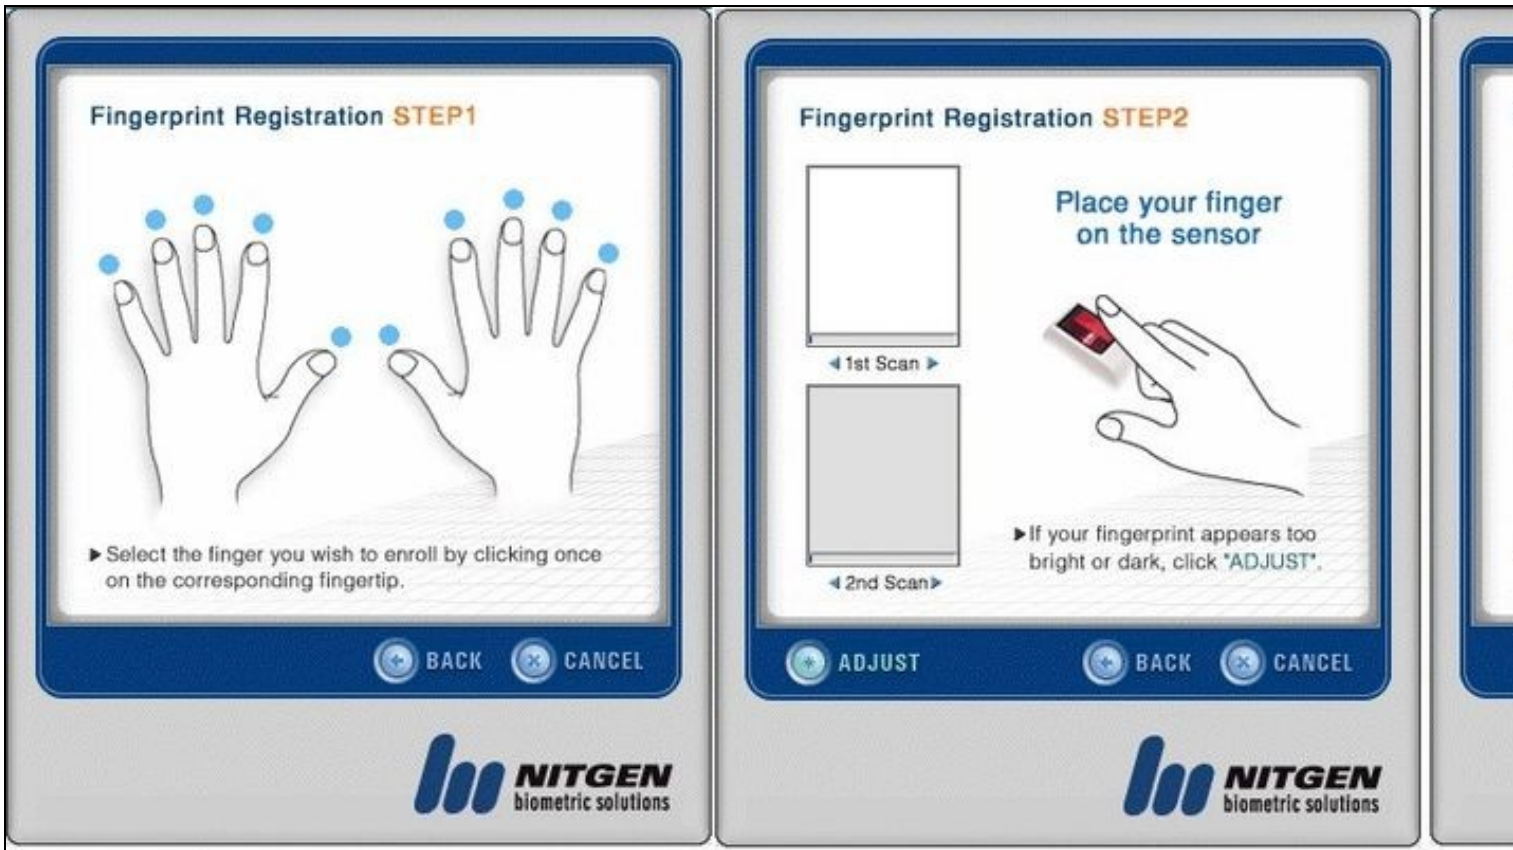 Fingerprint Registration STEP1
▶Select the finger you wish to enroll by clicking once
on the corresponding fingertip.
BACK
CANCEL
NITGEN
biometric solutions
Fingerprint Registration STEP2
Place your finger
on the sensor
◀1st Scan ▶
◀2nd Scan▶
▶If your fingerprint appears too
bright or dark, click "ADJUST".
ADJUST
BACK
CANCEL
NITGEN
biometric solutions